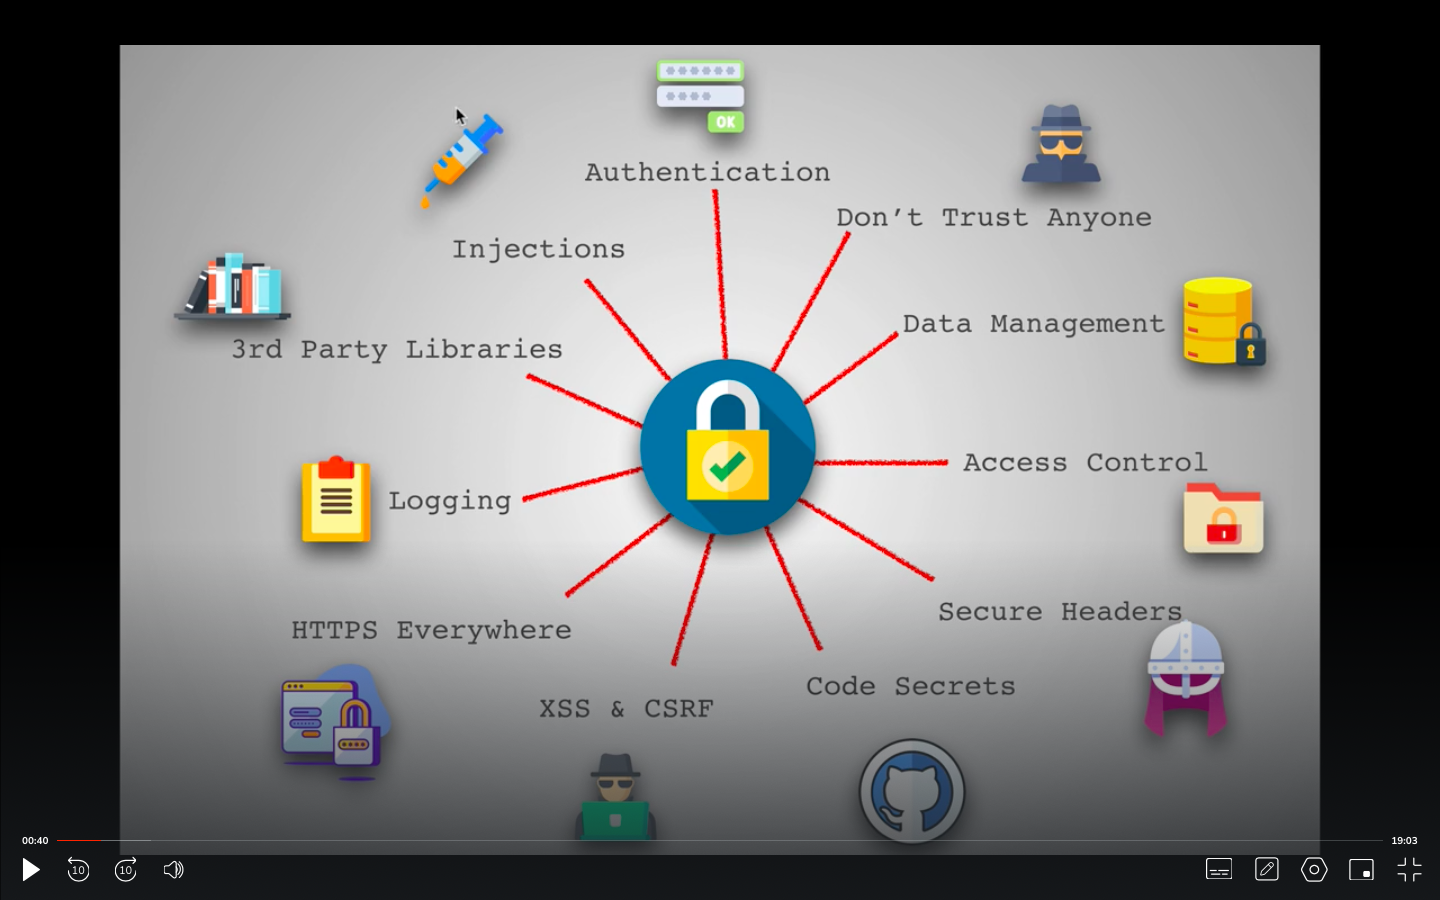 OK
Authentication
Don't Trust Anyone
Injections
Data Management
3rd Party Libraries
Access Control
Logging
Secure Headers
HTTPS Everywhere
Code Secrets
XSS & CSRF
00:40
19:03
10
10